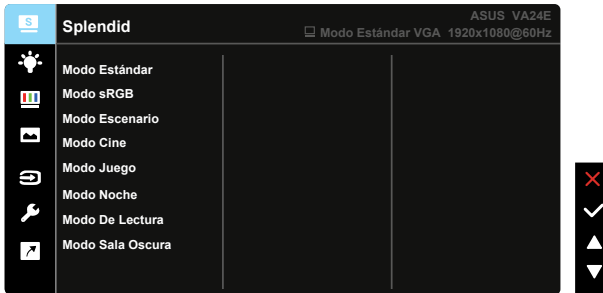 S
Splendid
ASUS VA24E
Modo Estándar VGA 1920x1080@60Hz
Modo Estándar
Modo sRGB
Modo Escenario
Modo Cine
Modo Juego
Modo Noche
Modo De Lectura
Modo Sala Oscura